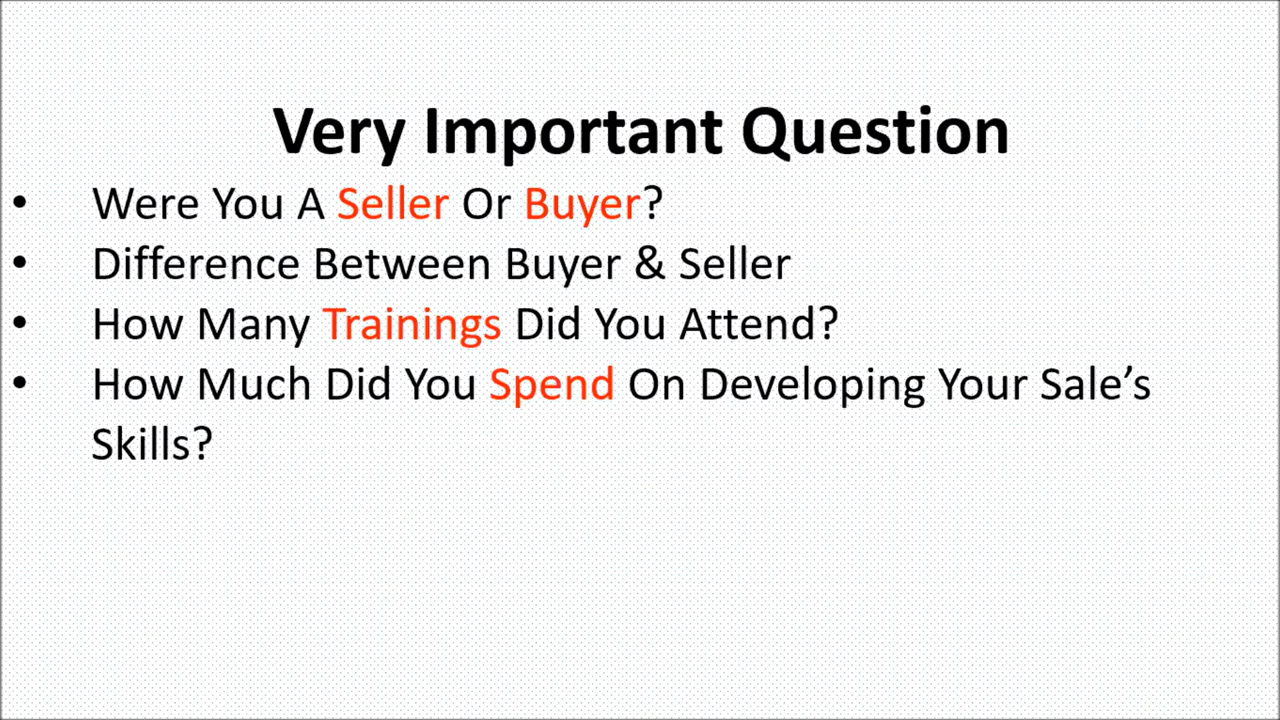 Very Important Question
• Were You A Seller Or Buyer?
• Difference Between Buyer & Seller
• How Many Trainings Did You Attend?
• How Much Did You Spend On Developing Your Sale’s
Skills?